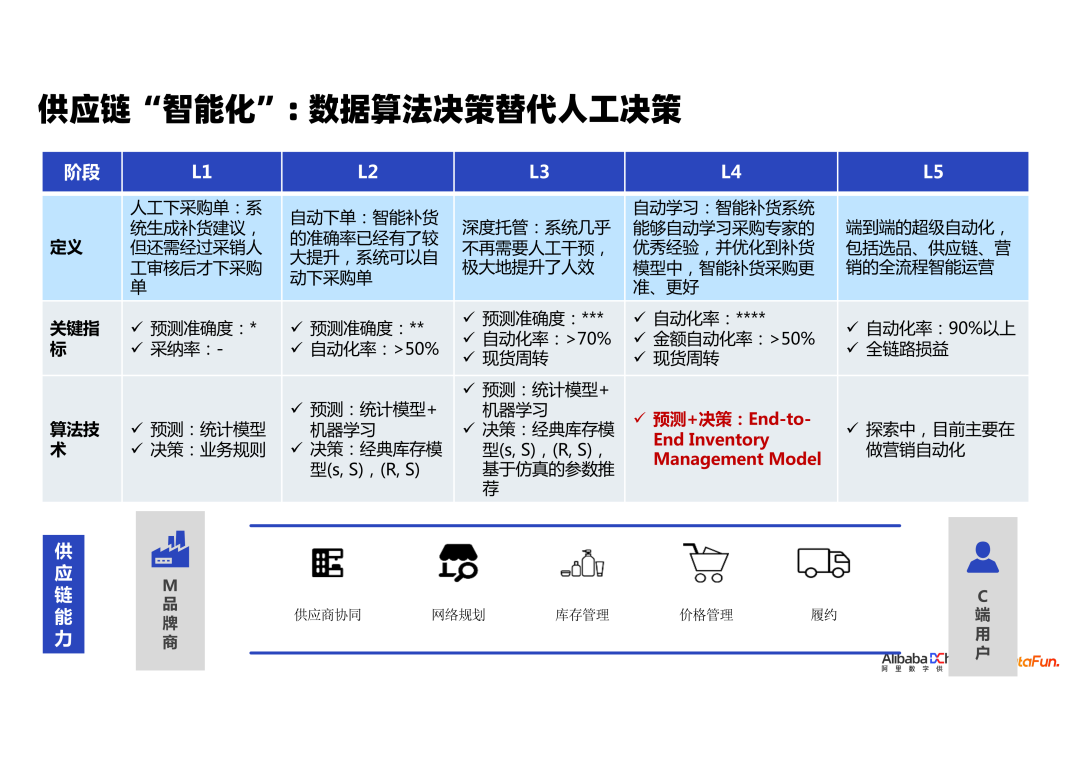 供应链“智能化”：数据算法决策替代人工决策
阶段
L1
L2
L3
L4
L5
定义
人工下采购单：系
统生成补货建议，
但还需经过采销人
工审核后才下采购
单
自动下单：智能补货
的准确率已经有了较
大提升，系统可以自
动下采购单
深度托管：系统几乎
不再需要人工干预，
极大地提升了人效
自动学习：智能补货系统
能够自动学习采购专家的
优秀经验，并优化到补货
模型中，智能补货采购更
准、更好
端到端的超级自动化，
包括选品、供应链、营
销的全流程智能运营
关键指
标
✓ 预测准确度：*
✓ 采纳率：-
✓ 预测准确度：**
✓ 自动化率：>50%
✓ 预测准确度：***
✓ 自动化率：>70%
✓ 现货周转
✓ 自动化率：****
✓ 金额自动化率：>50%
✓ 现货周转
✓ 自动化率：90%以上
✓ 全链路损益
算法技
术
✓ 预测：统计模型
✓ 决策：业务规则
✓ 预测：统计模型+
机器学习
✓ 决策：经典库存模
型(s, S)，(R, S)
✓ 预测：统计模型+
机器学习
✓ 决策：经典库存模
型(s, S)，(R, S)，
基于仿真的参数推
荐
✓ 预测+决策：End-to-
End Inventory
Management Model
✓ 探索中，目前主要在
做营销自动化
供
应
链
能
力
M
品
牌
商
供应商协同
网络规划
库存管理
价格管理
履约
C
端
用
户
Alibaba DCh
阿里数字供
taFun.